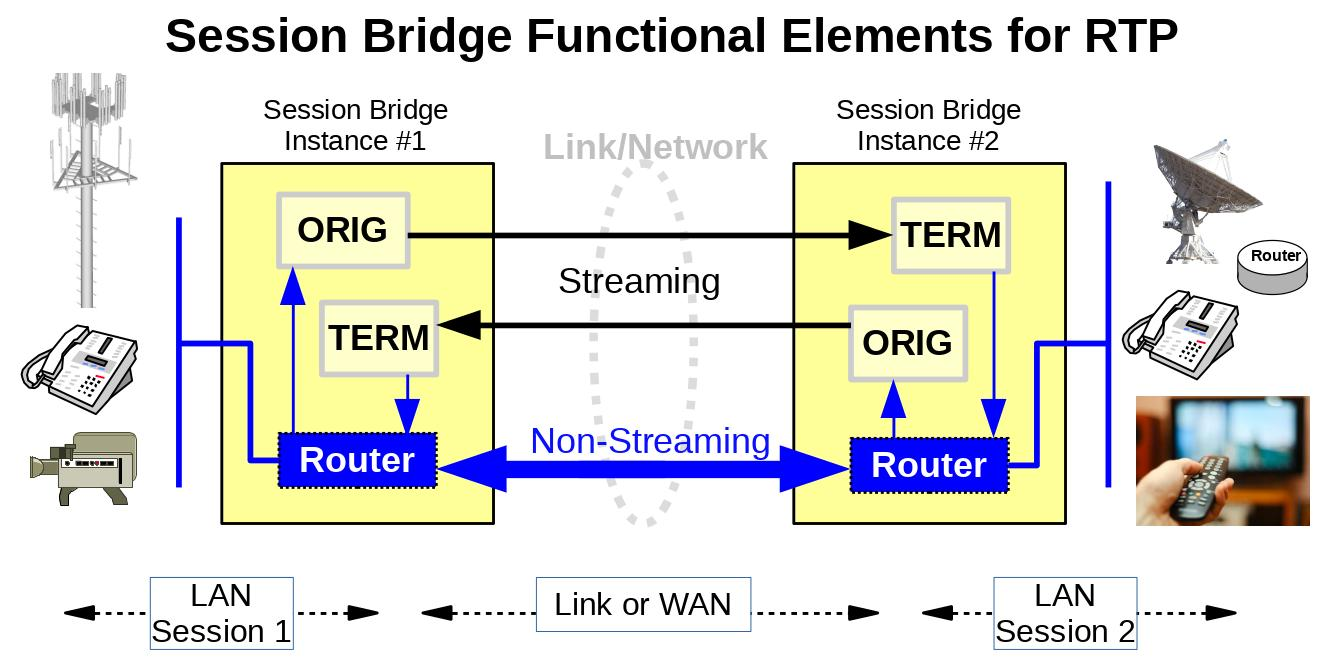 Session Bridge Functional Elements for RTP
Session Bridge
Instance #1
Link/Network
Session Bridge
Instance #2
ORIG
TERM
Router
Streaming
TERM
ORIG
Non-Streaming
Router
Router
LAN
Session 1
Link or WAN
LAN
Session 2